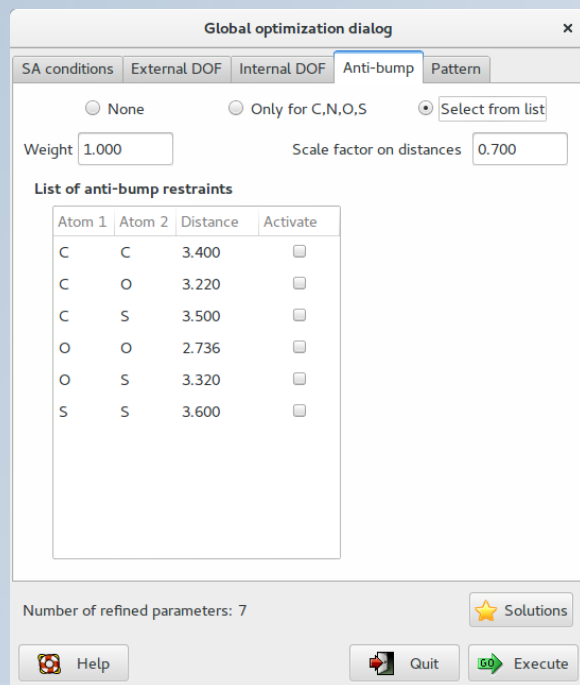 Global optimization dialog ×
SA conditions External DOF Internal DOF Anti-bump Pattern
None Only for C,N,O,S Select from list
Weight 1.000 Scale factor on distances 0.700
List of anti-bump restraints
Atom 1 Atom 2 Distance Activate
C C 3.400
C O 3.220
C S 3.500
O O 2.736
O S 3.320
S S 3.600
Number of refined parameters: 7 Solutions
Help Quit GO Execute